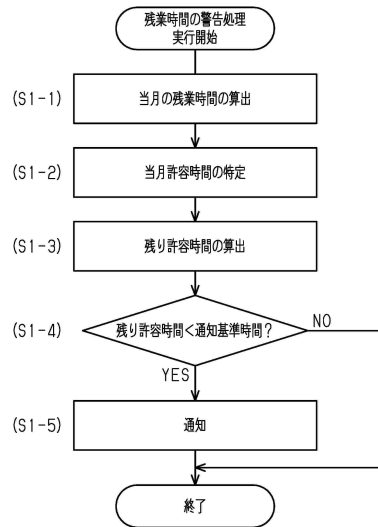 残業時間の警告処理
実行開始
(S1-1) 当月の残業時間の算出
(S1-2) 当月許容時間の特定
(S1-3) 残り許容時間の算出
(S1-4) 残り許容時間<通知基準時間? NO
YES
(S1-5) 通知
終了